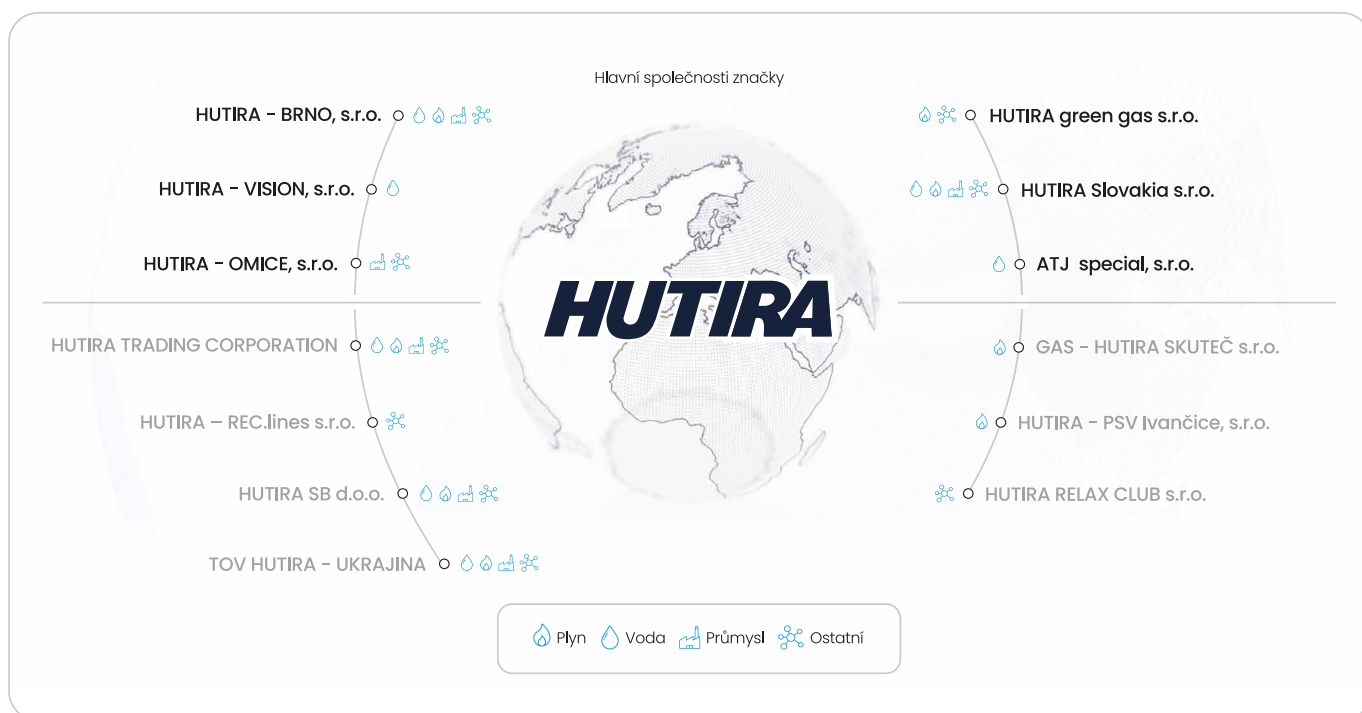 Hlavní společnosti značky
HUTIRA - BRNO, s.r.o.
HUTIRA - VISION, s.r.o.
HUTIRA - OMICE, s.r.o.
HUTIRA TRADING CORPORATION
HUTIRA – REC.lines s.r.o.
HUTIRA SB d.o.o.
TOV HUTIRA - UKRAJINA
HUTIRA
HUTIRA green gas s.r.o.
HUTIRA Slovakia s.r.o.
ATJ special, s.r.o.
GAS - HUTIRA SKUTEČ s.r.o.
HUTIRA - PSV Ivančice, s.r.o.
HUTIRA RELAX CLUB s.r.o.
Plyn Voda Průmysl Ostatní